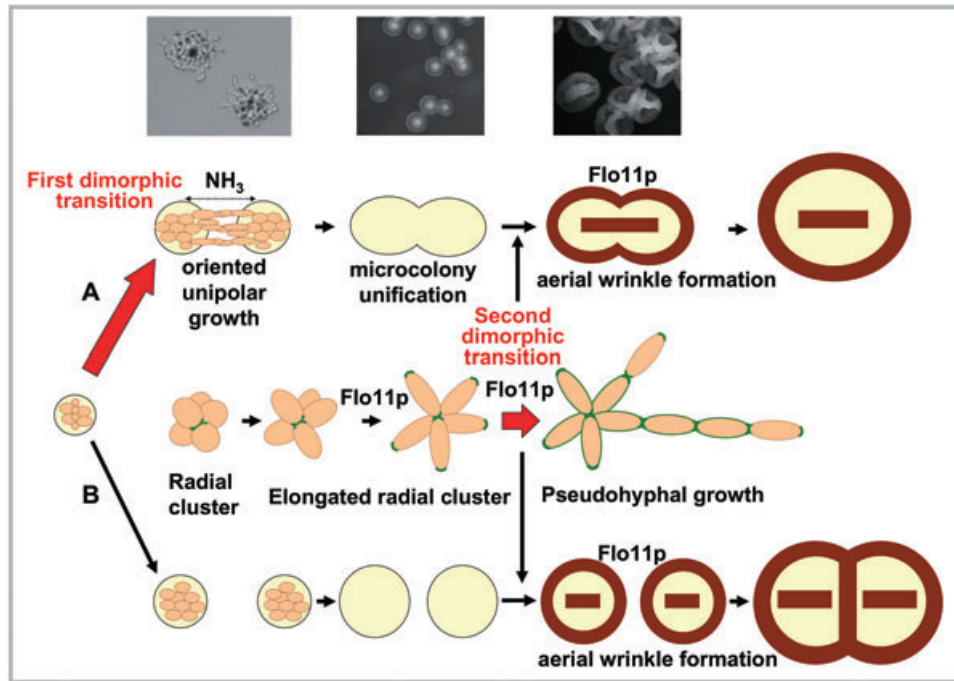 First dimorphic
transition
NH3
Flo11p
A
oriented
unipolar
growth
microcolony
unification
aerial wrinkle formation
Second
dimorphic
transition
Flo11p
Flo11p
B
Radial
cluster
Elongated radial cluster
Pseudohyphal growth
Flo11p
aerial wrinkle formation